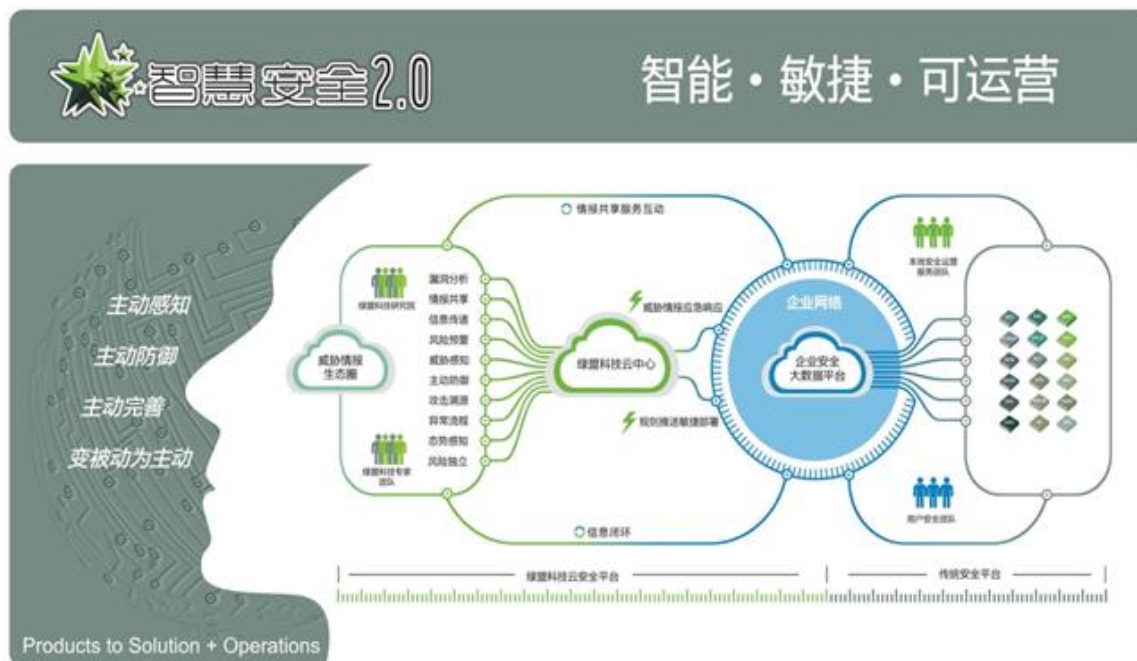 智慧安全2.0
智能·敏捷·可运营
主动感知
主动防御
主动完善
变被动为主动
Products to Solution + Operations
情报共享服务互动
绿盟科技研究院
威胁情报
生态圈
绿盟科技专家
团队
漏洞分析
情报共享
信息传递
风险预警
威胁感知
主动防御
攻击溯源
异常流程
态势感知
风险独立
绿盟科技云中心
威胁情报应急响应
规则推送敏捷部署
信息闭环
企业网络
企业安全
大数据平台
本地安全运营
服务团队
用户安全团队
绿盟科技云安全平台
传统安全平台